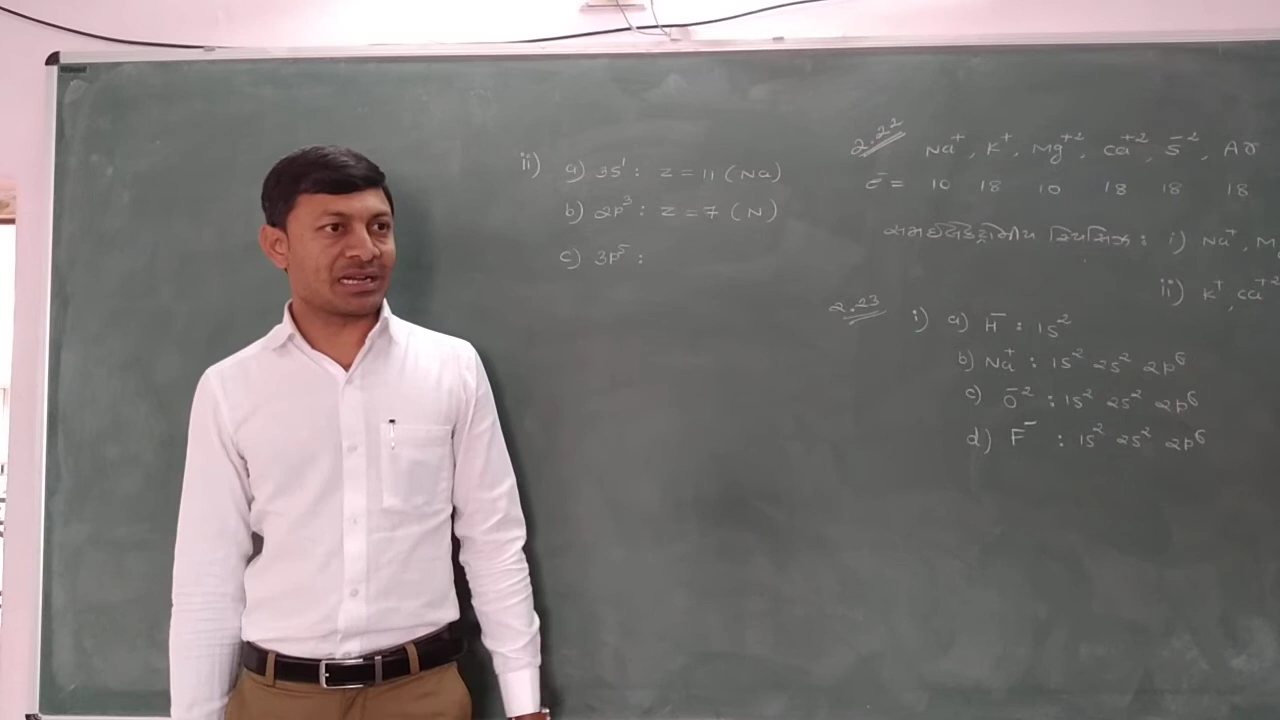 ii) a) 3s¹ : Z = 11 (Na)
b) 2p³ : Z = 7 (N)
c) 3p⁵ :
2.22 Na⁺, K⁺, Mg⁺², Ca⁺², S⁻², Ar
e⁻ = 10 18 10 18 18 18
समइलेक्ट्रॉनीय स्पिसिज : i) Na⁺, M
ii) K⁺, Ca⁺²
2.23 i) a) H⁻ : 1s²
b) Na⁺ : 1s² 2s² 2p⁶
c) O⁻² : 1s² 2s² 2p⁶
d) F⁻ : 1s² 2s² 2p⁶